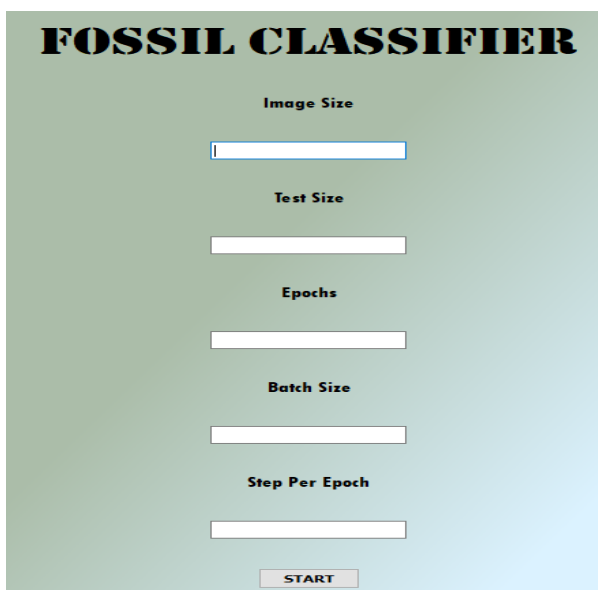 FOSSIL CLASSIFIER
Image Size
Test Size
Epochs
Batch Size
Step Per Epoch
START